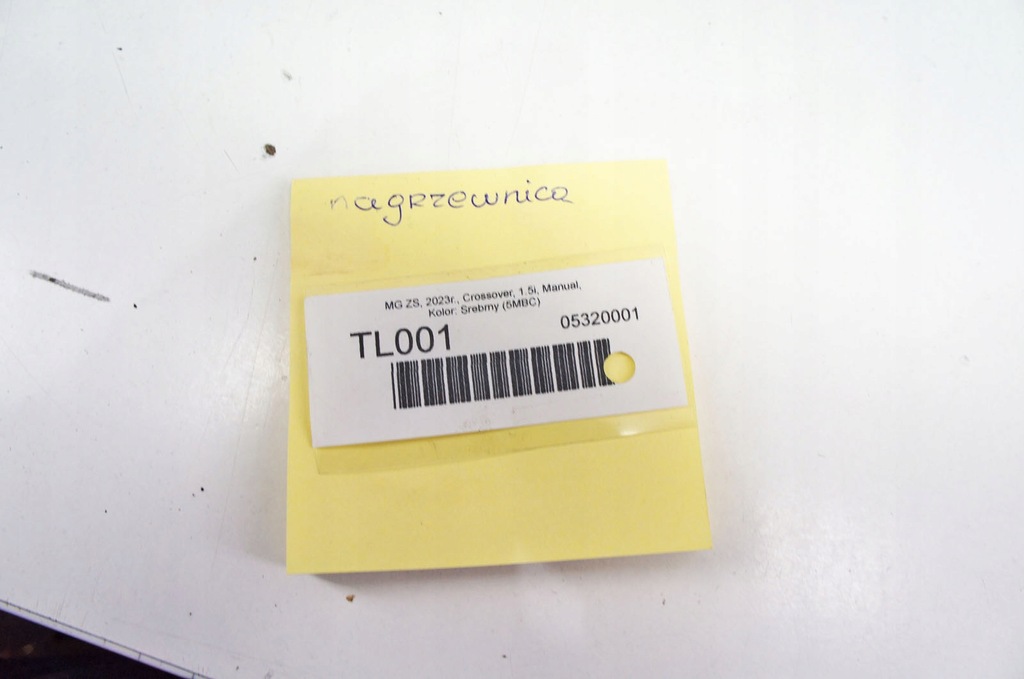 nagrzewnica
MG ZS, 2023r., Crossover, 1.5i, Manual,
Kolor: Srebrny (5MBC)
TL001
05320001